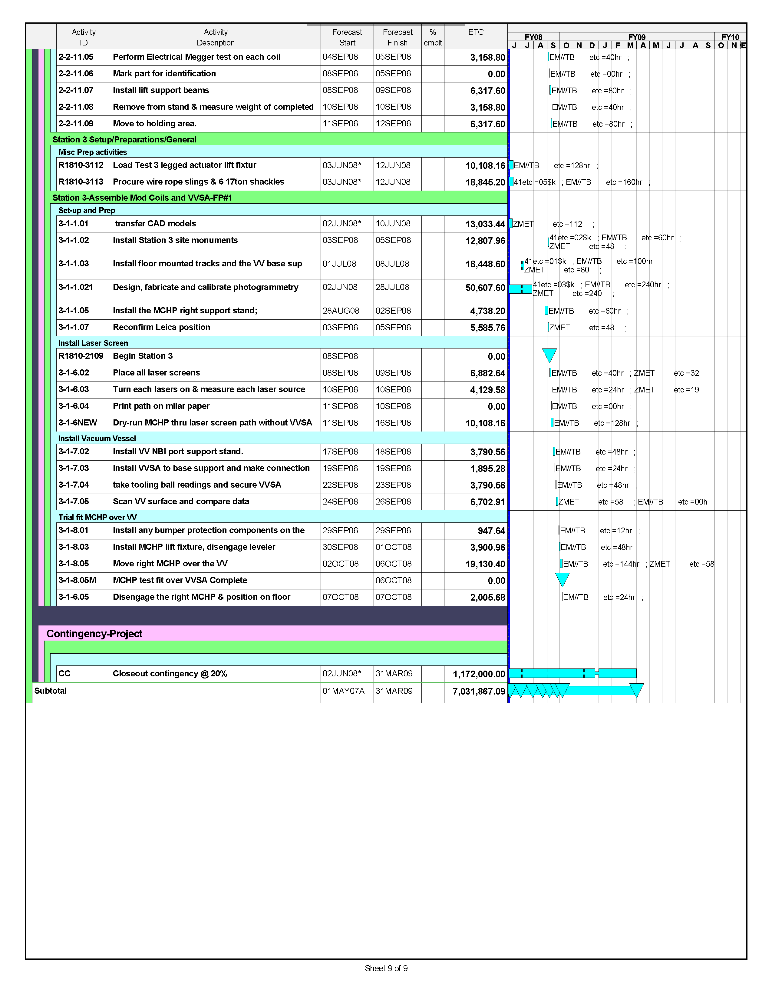 Activity ID Activity Description Forecast Start Forecast Finish % cmplt ETC
FY08 FY09 FY10
J J A S O N D J F M A M J J A S O N
2-2-11.05 Perform Electrical Megger test on each coil 04SEP08 05SEP08 3,158.80 EM//TB etc =40hr ;
2-2-11.06 Mark part for identification 08SEP08 05SEP08 0.00 EM//TB etc =00hr ;
2-2-11.07 Install lift support beams 08SEP08 09SEP08 6,317.60 EM//TB etc =80hr ;
2-2-11.08 Remove from stand & measure weight of completed 10SEP08 10SEP08 3,158.80 EM//TB etc =40hr ;
2-2-11.09 Move to holding area. 11SEP08 12SEP08 6,317.60 EM//TB etc =80hr ;
Station 3 Setup/Preparations/General
Misc Prep activities
R1810-3112 Load Test 3 legged actuator lift fixtur 03JUN08* 12JUN08 10,108.16 EM//TB etc =128hr ;
R1810-3113 Procure wire rope slings & 6 17ton shackles 03JUN08* 12JUN08 18,845.20 41etc =05$k ; EM//TB etc =160hr ;
Station 3-Assemble Mod Coils and VVSA-FP#1
Set-up and Prep
3-1-1.01 transfer CAD models 02JUN08* 10JUN08 13,033.44 ZMET etc =112 ;
3-1-1.02 Install Station 3 site monuments 03SEP08 05SEP08 12,807.96 41etc =02$k ; EM//TB etc =60hr ;
ZMET etc =48 ;
3-1-1.03 Install floor mounted tracks and the VV base sup 01JUL08 08JUL08 18,448.60 41etc =01$k ; EM//TB etc =100hr ;
ZMET etc =80 ;
3-1-1.021 Design, fabricate and calibrate photogrammetry 02JUN08 28JUL08 50,607.60 41etc =03$k ; EM//TB etc =240hr ;
ZMET etc =240 ;
3-1-1.05 Install the MCHP right support stand; 28AUG08 02SEP08 4,738.20 EM//TB etc =60hr ;
3-1-1.07 Reconfirm Leica position 03SEP08 05SEP08 5,585.76 ZMET etc =48 ;
Install Laser Screen
R1810-2109 Begin Station 3 08SEP08 0.00
3-1-6.02 Place all laser screens 08SEP08 09SEP08 6,882.64 EM//TB etc =40hr ; ZMET etc =32
3-1-6.03 Turn each lasers on & measure each laser source 10SEP08 10SEP08 4,129.58 EM//TB etc =24hr ; ZMET etc =19
3-1-6.04 Print path on milar paper 11SEP08 10SEP08 0.00 EM//TB etc =00hr ;
3-1-6NEW Dry-run MCHP thru laser screen path without VVSA 11SEP08 16SEP08 10,108.16 EM//TB etc =128hr ;
Install Vacuum Vessel
3-1-7.02 Install VV NBI port support stand. 17SEP08 18SEP08 3,790.56 EM//TB etc =48hr ;
3-1-7.03 Install VVSA to base support and make connection 19SEP08 19SEP08 1,895.28 EM//TB etc =24hr ;
3-1-7.04 take tooling ball readings and secure VVSA 22SEP08 23SEP08 3,790.56 EM//TB etc =48hr ;
3-1-7.05 Scan VV surface and compare data 24SEP08 26SEP08 6,702.91 ZMET etc =58 ; EM//TB etc =00h
Trial fit MCHP over VV
3-1-8.01 Install any bumper protection components on the 29SEP08 29SEP08 947.64 EM//TB etc =12hr ;
3-1-8.03 Install MCHP lift fixture, disengage leveler 30SEP08 01OCT08 3,900.96 EM//TB etc =48hr ;
3-1-8.05 Move right MCHP over the VV 02OCT08 06OCT08 19,130.40 EM//TB etc =144hr ; ZMET etc =58
3-1-8.05M MCHP test fit over VVSA Complete 06OCT08 0.00
3-1-6.05 Disengage the right MCHP & position on floor 07OCT08 07OCT08 2,005.68 EM//TB etc =24hr ;
Contingency-Project
CC Closeout contingency @ 20% 02JUN08* 31MAR09 1,172,000.00
Subtotal 01MAY07A 31MAR09 7,031,867.09
Sheet 9 of 9